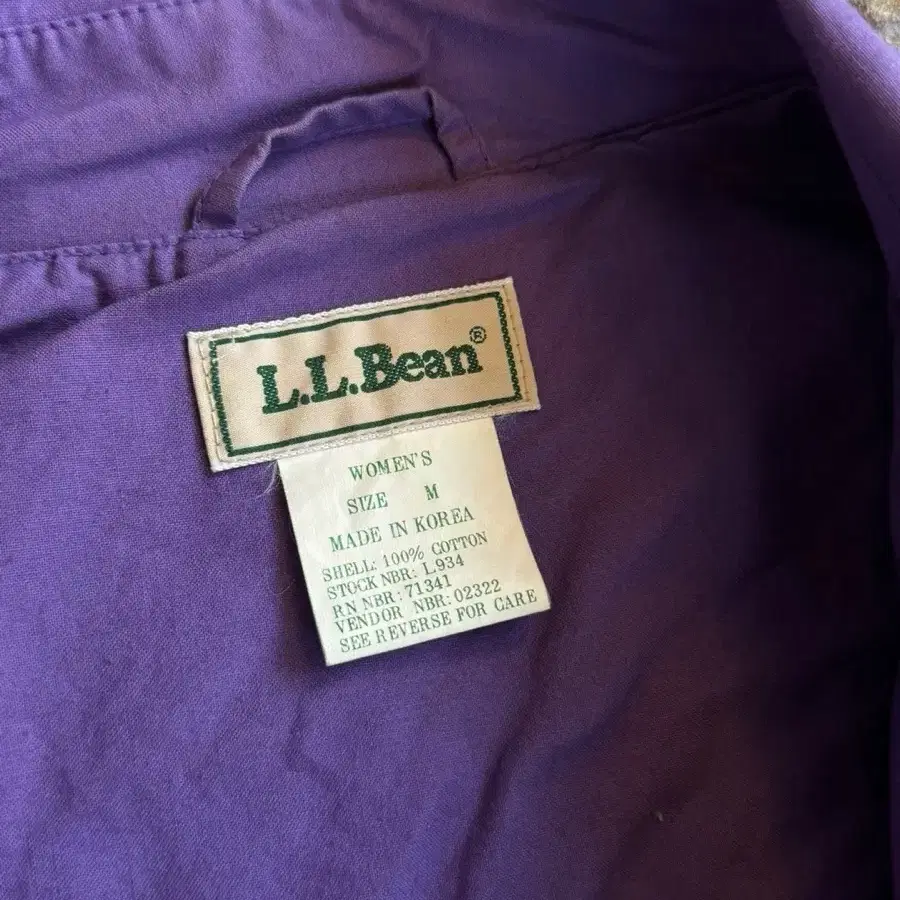 L.L.Bean®
WOMEN'S
SIZE M
MADE IN KOREA
SHELL: 100% COTTON
STOCK NBR: L934
RN NBR: 71341
VENDOR NBR: 02322
SEE REVERSE FOR CARE